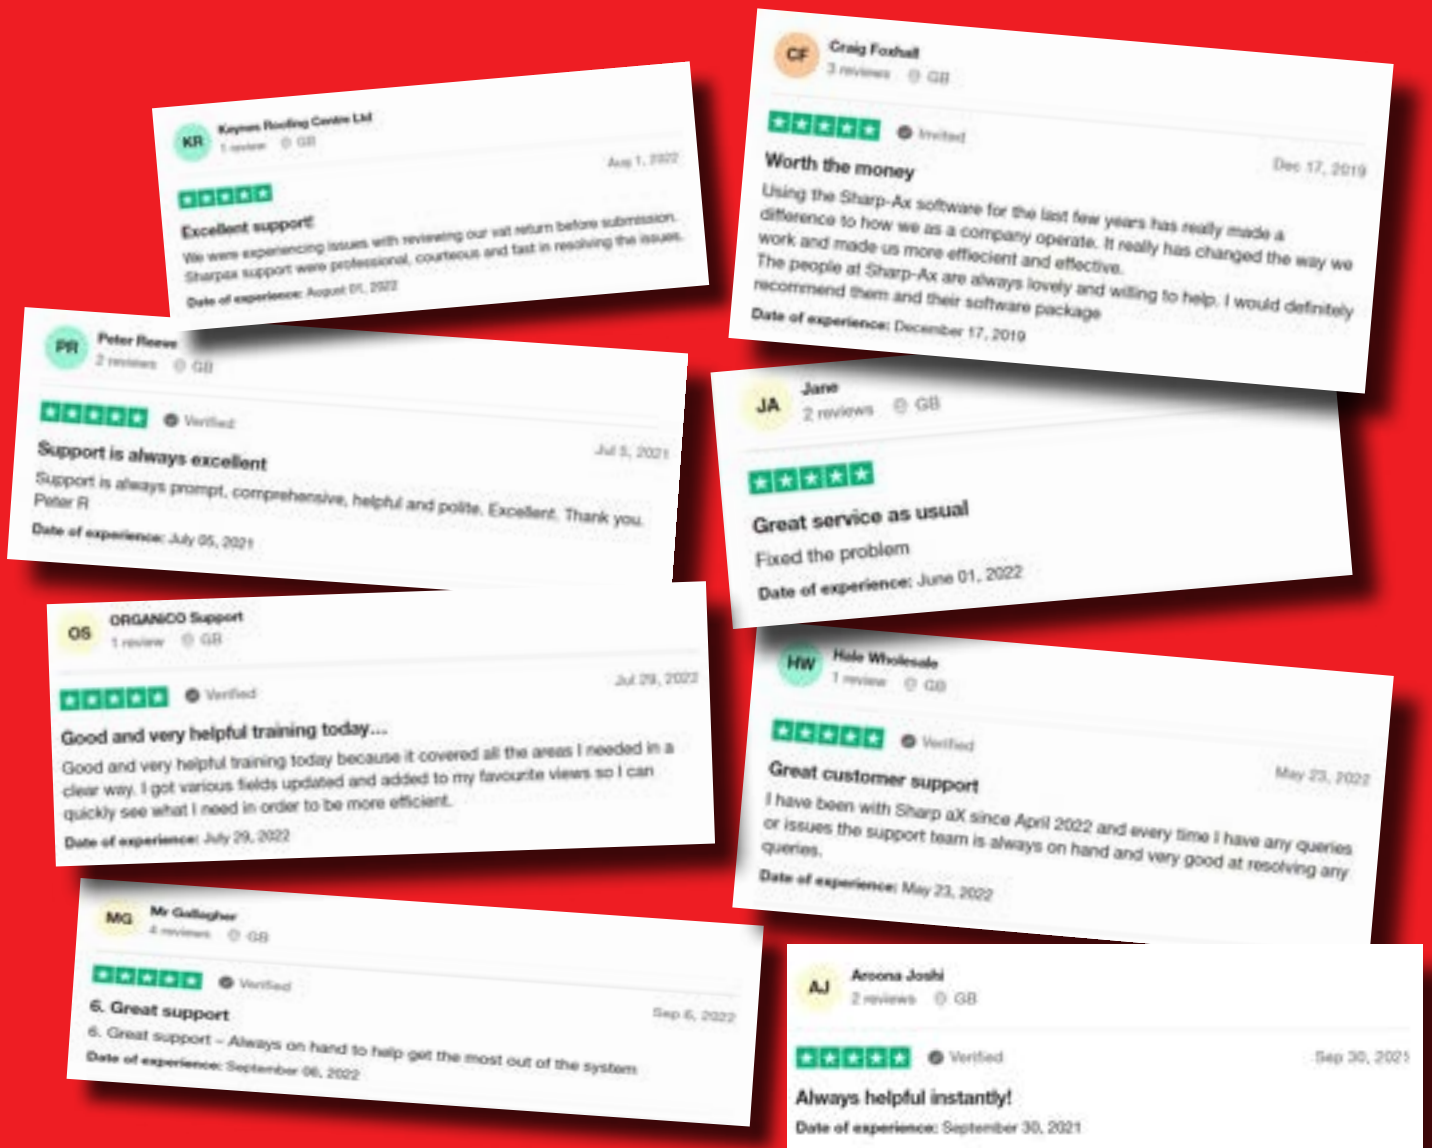 KR
Keynes Roofing Centre Ltd
1 review GB
Aug 1, 2022
Excellent support!
We were experiencing issues with reviewing our vat return before submission.
Sharpax support were professional, courteous and fast in resolving the issues.
Date of experience: August 01, 2022
PR
Peter Reeve
2 reviews GB
Verified
Jul 5, 2021
Support is always excellent
Support is always prompt, comprehensive, helpful and polite. Excellent. Thank you.
Peter R
Date of experience: July 05, 2021
OS
ORGANICO Support
1 review GB
Verified
Jul 29, 2022
Good and very helpful training today...
Good and very helpful training today because it covered all the areas I needed in a
clear way. I got various fields updated and added to my favourite views so I can
quickly see what I need in order to be more efficient.
Date of experience: July 29, 2022
MG
Mr Gallagher
4 reviews GB
Verified
Sep 6, 2022
6. Great support
6. Great support – Always on hand to help get the most out of the system
Date of experience: September 06, 2022
CF
Craig Foxhall
3 reviews GB
Invited
Dec 17, 2019
Worth the money
Using the Sharp-Ax software for the last few years has really made a
difference to how we as a company operate. It really has changed the way we
work and made us more effiecient and effective.
The people at Sharp-Ax are always lovely and willing to help. I would definitely
recommend them and their software package
Date of experience: December 17, 2019
JA
Jane
2 reviews GB
Great service as usual
Fixed the problem
Date of experience: June 01, 2022
HW
Hale Wholesale
1 review GB
Verified
May 23, 2022
Great customer support
I have been with Sharp aX since April 2022 and every time I have any queries
or issues the support team is always on hand and very good at resolving any
queries.
Date of experience: May 23, 2022
AJ
Aroona Joshi
2 reviews GB
Verified
Sep 30, 2021
Always helpful instantly!
Date of experience: September 30, 2021